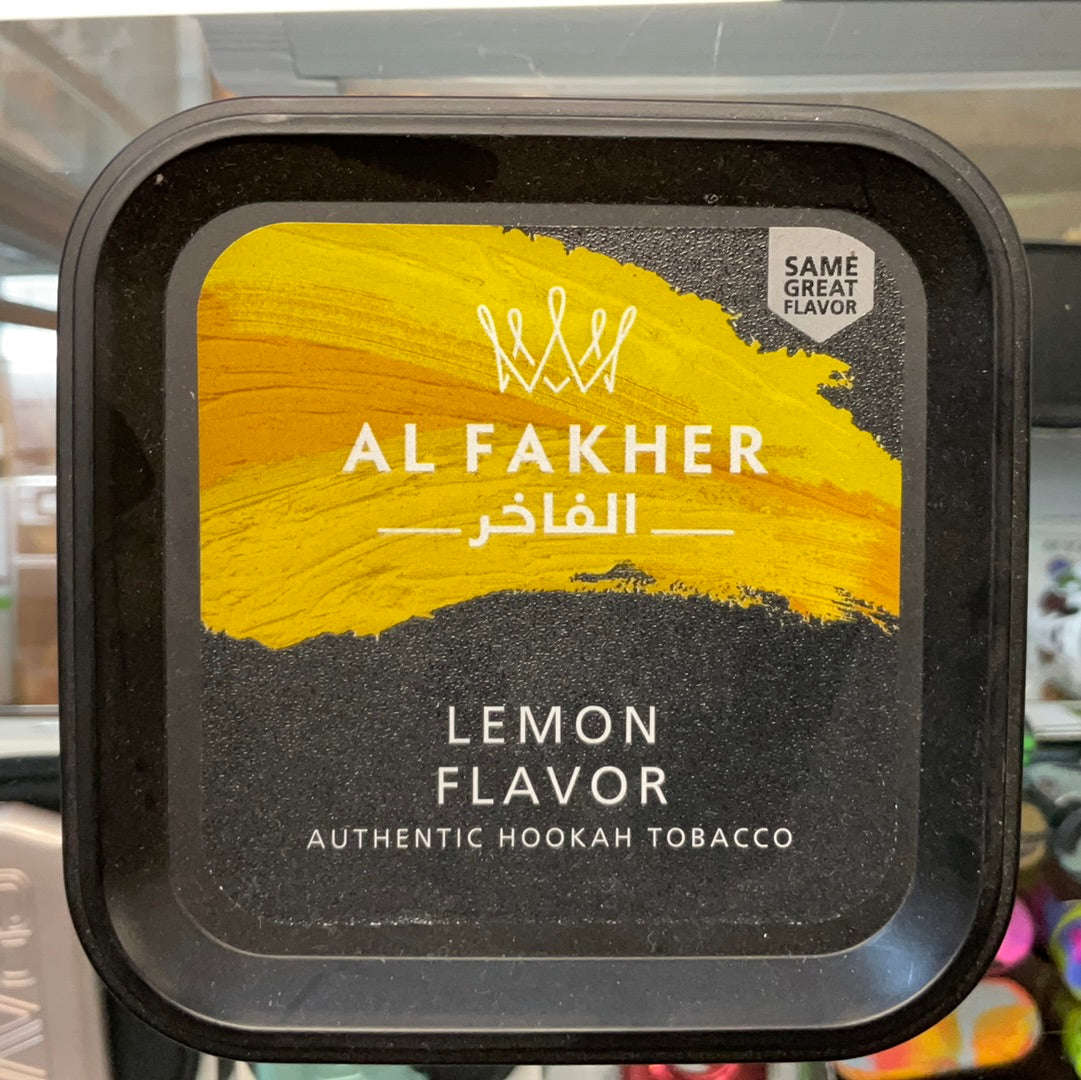 SAME
GREAT
FLAVOR
AL FAKHER
الفاخر
LEMON
FLAVOR
AUTHENTIC HOOKAH TOBACCO